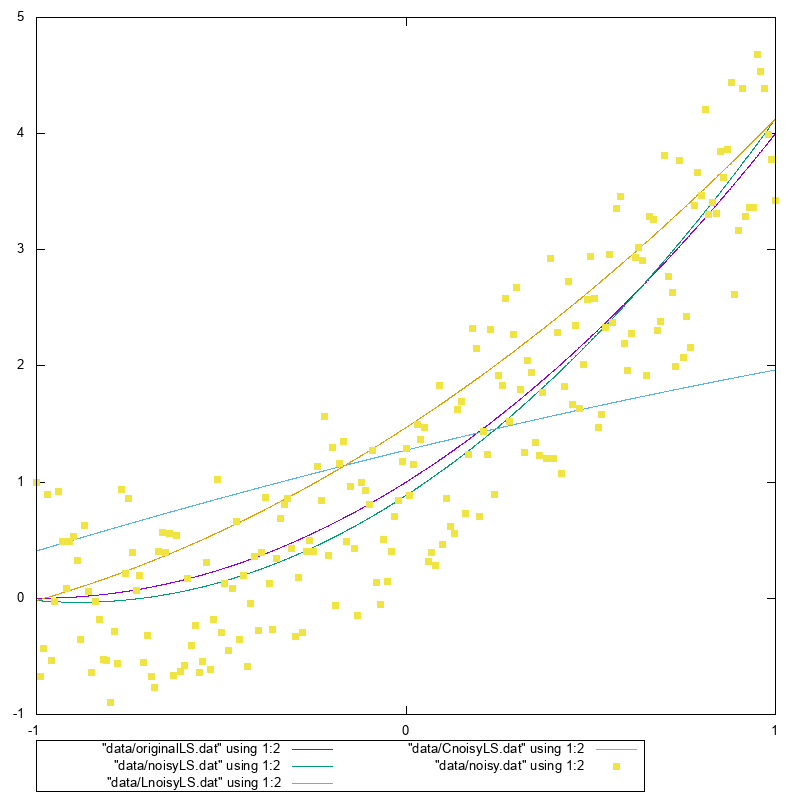 5
4
3
2
1
0
-1
-1 0 1
"data/originalLS.dat" using 1:2 "data/CnoisyLS.dat" using 1:2
"data/noisyLS.dat" using 1:2 "data/noisy.dat" using 1:2
"data/LnoisyLS.dat" using 1:2